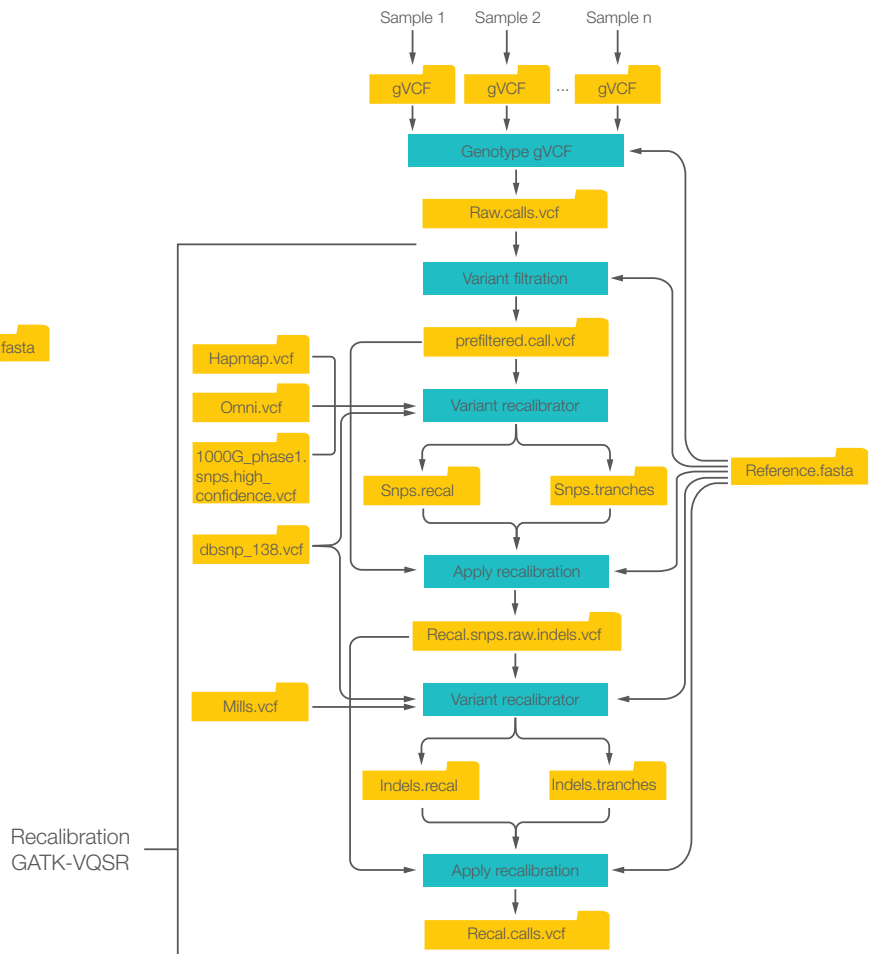 Sample 1
Sample 2
Sample n
gVCF
gVCF
...
gVCF
Genotype gVCF
Raw.calls.vcf
Variant filtration
fasta
Hapmap.vcf
prefiltered.call.vcf
Omni.vcf
Variant recalibrator
1000G_phase1.
snps.high_
confidence.vcf
Snps.recal
Snps.tranches
Reference.fasta
dbsnp_138.vcf
Apply recalibration
Recal.snps.raw.indels.vcf
Mills.vcf
Variant recalibrator
Indels.recal
Indels.tranches
Recalibration
GATK-VQSR
Apply recalibration
Recal.calls.vcf